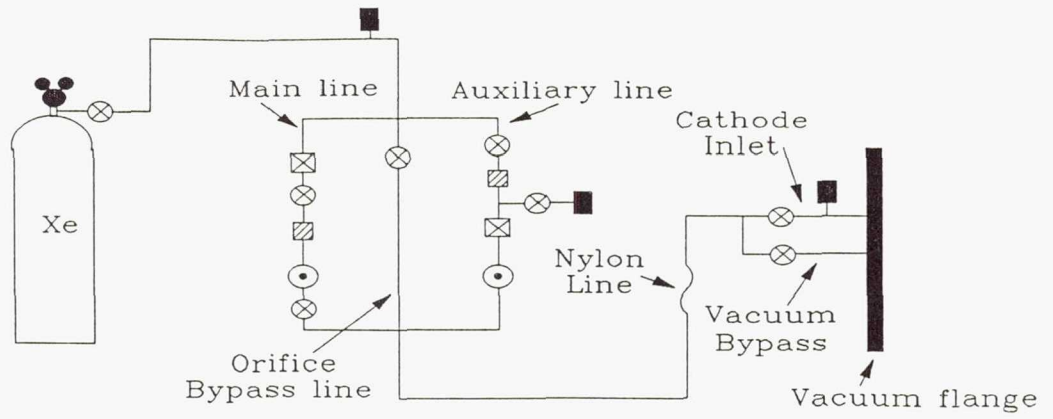 Main line
Auxiliary line
Cathode
Inlet
Xe
Nylon
Line
Vacuum
Bypass
Orifice
Bypass line
Vacuum flange